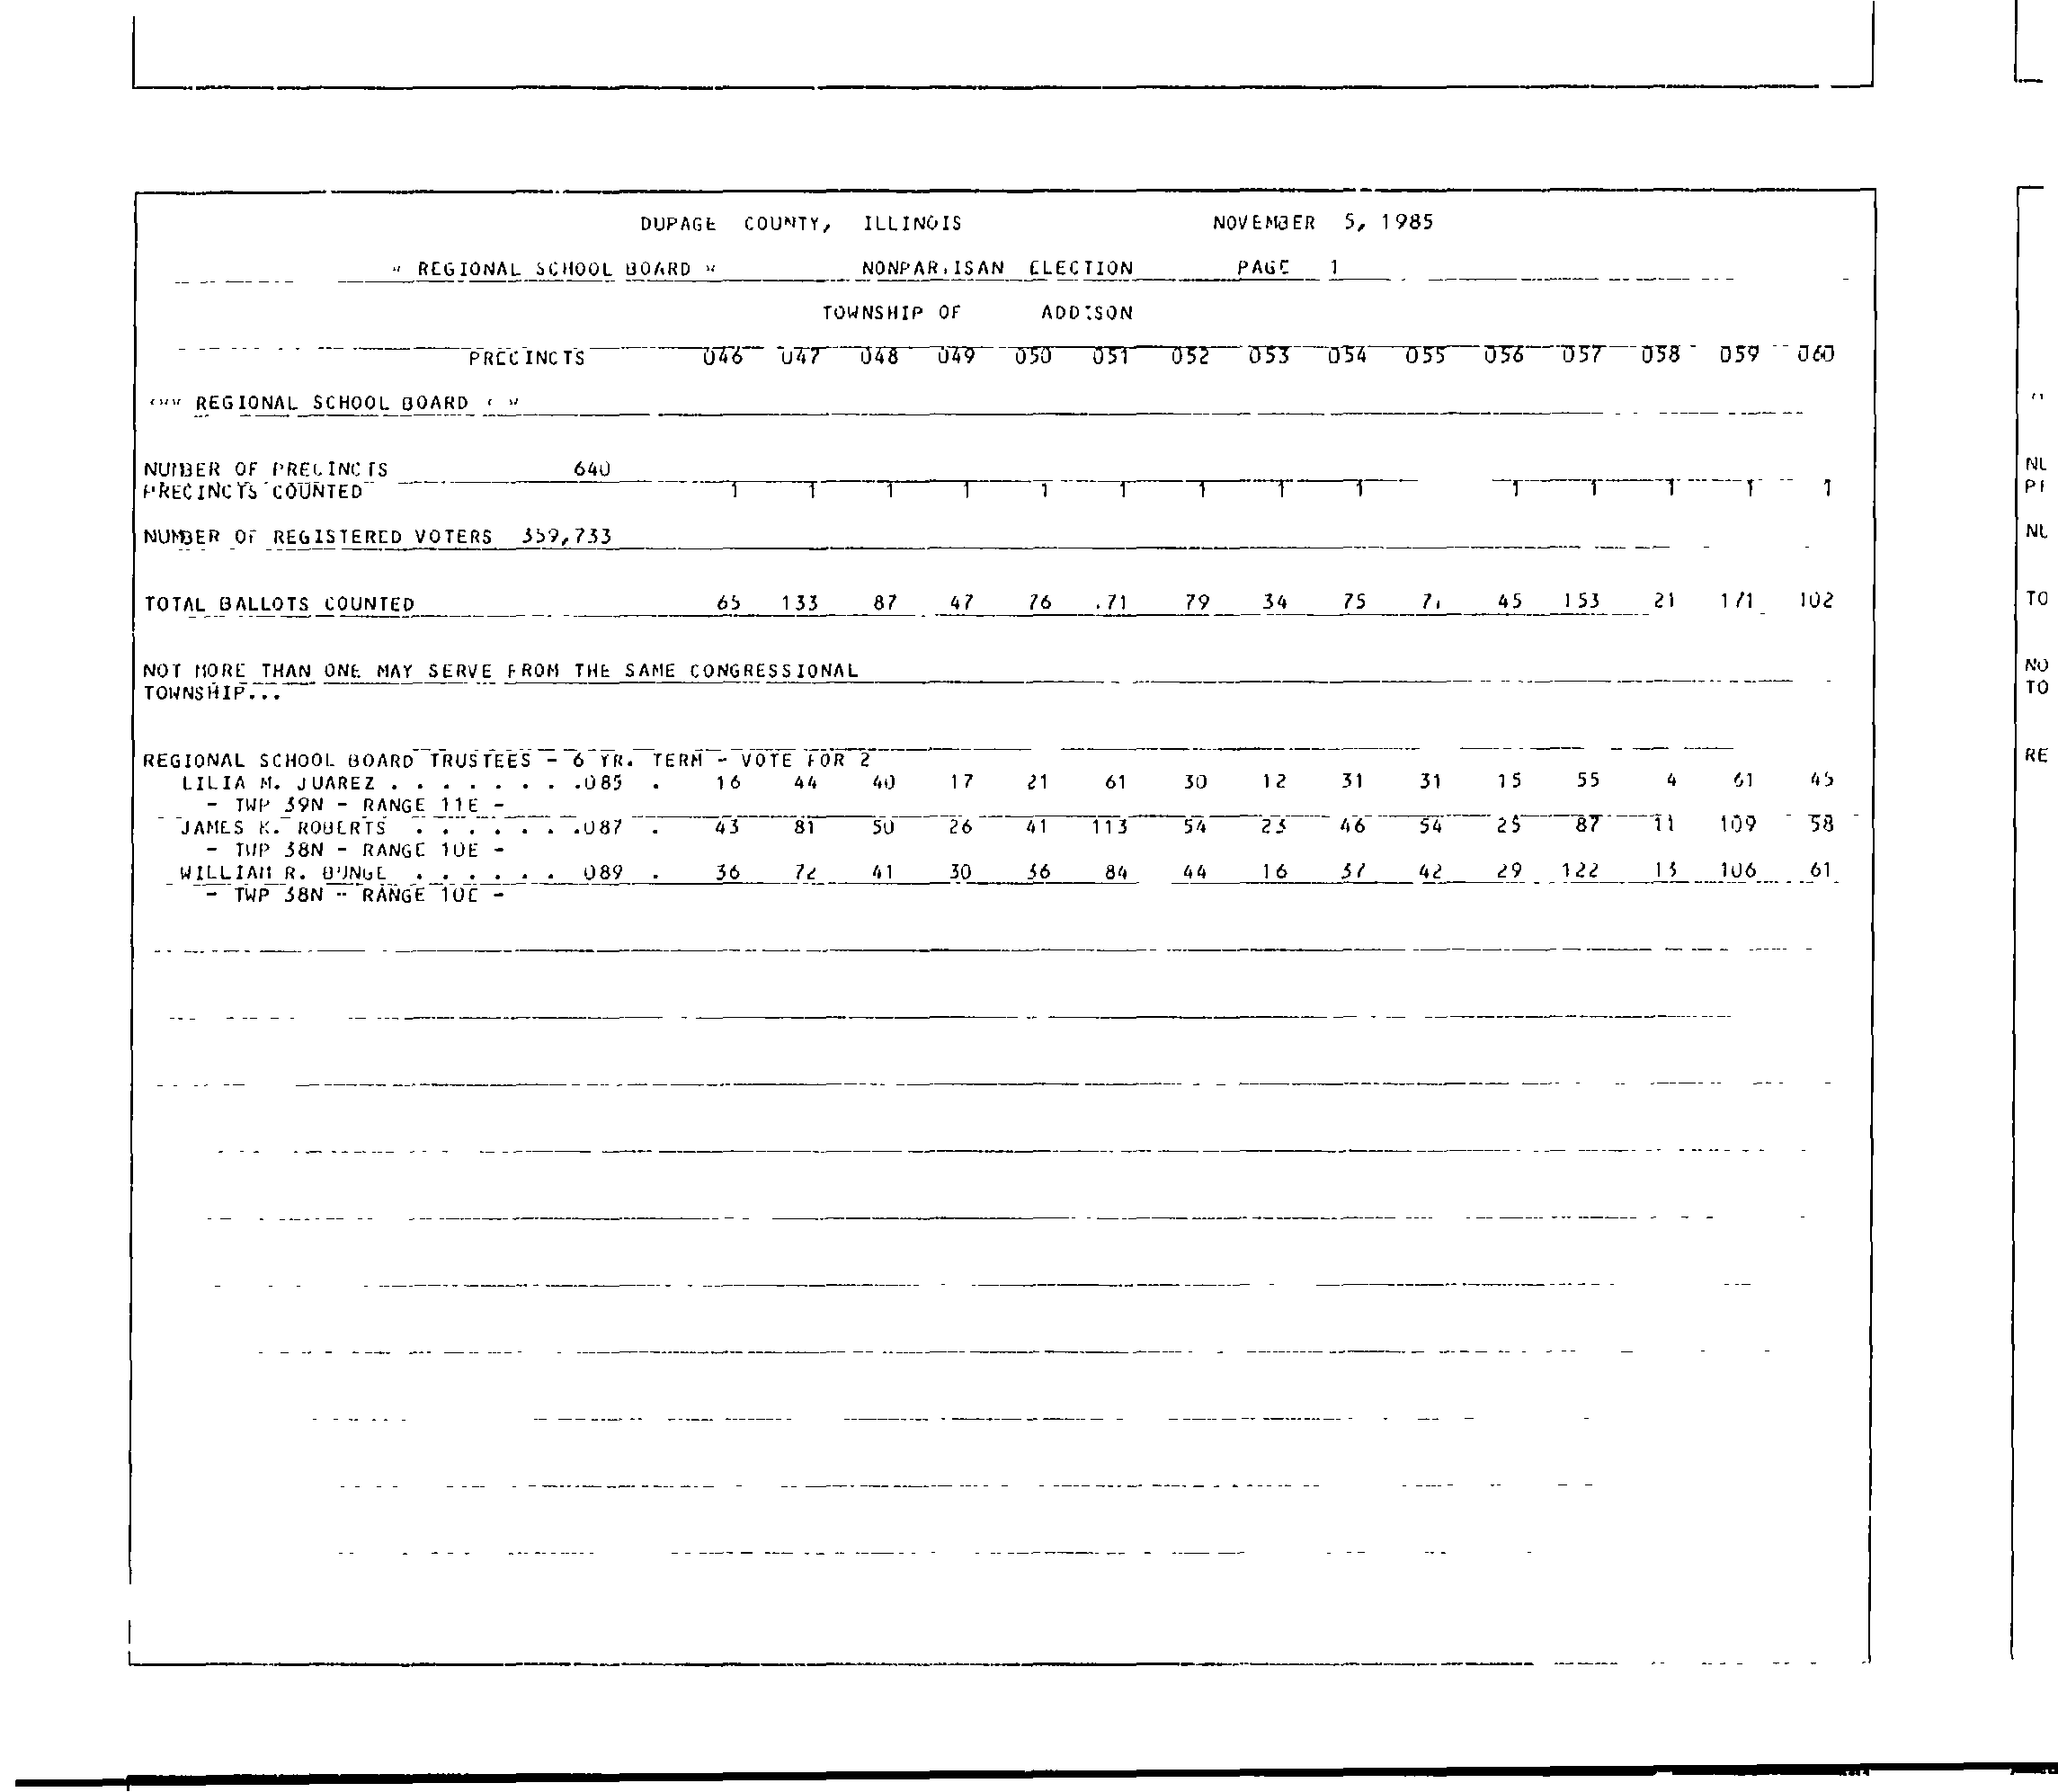 DUPAGE COUNTY, ILLINOIS NOVEMBER 5, 1985
" REGIONAL SCHOOL BOARD " NONPARTISAN ELECTION PAGE 1
TOWNSHIP OF ADDISON
PRECINCTS 046 047 048 049 050 051 052 053 054 055 056 057 058 059 060
REGIONAL SCHOOL BOARD
NUMBER OF PRECINCTS 640
PRECINCTS COUNTED 1 1 1 1 1 1 1 1 1 1 1 1 1 1
NUMBER OF REGISTERED VOTERS 359,733
TOTAL BALLOTS COUNTED 65 133 87 47 76 79 34 75 45 153 21 171 102
NOT MORE THAN ONE MAY SERVE FROM THE SAME CONGRESSIONAL
TOWNSHIP...
REGIONAL SCHOOL BOARD TRUSTEES - 6 YR. TERM - VOTE FOR 2
LILIA M. JUAREZ . . . . . . . .085 . 16 44 40 17 21 61 30 12 31 31 15 55 4 61 45
- TWP 39N - RANGE 11E -
JAMES K. ROBERTS . . . . . . .087 . 43 81 50 26 41 113 54 23 46 54 25 87 11 109 58
- TWP 38N - RANGE 10E -
WILLIAM R. BUNGE . . . . . . 089 . 36 72 41 30 36 84 44 16 37 42 29 122 13 106 61
- TWP 38N - RANGE 10E -
NU
NU
TO
NO
TO
RE